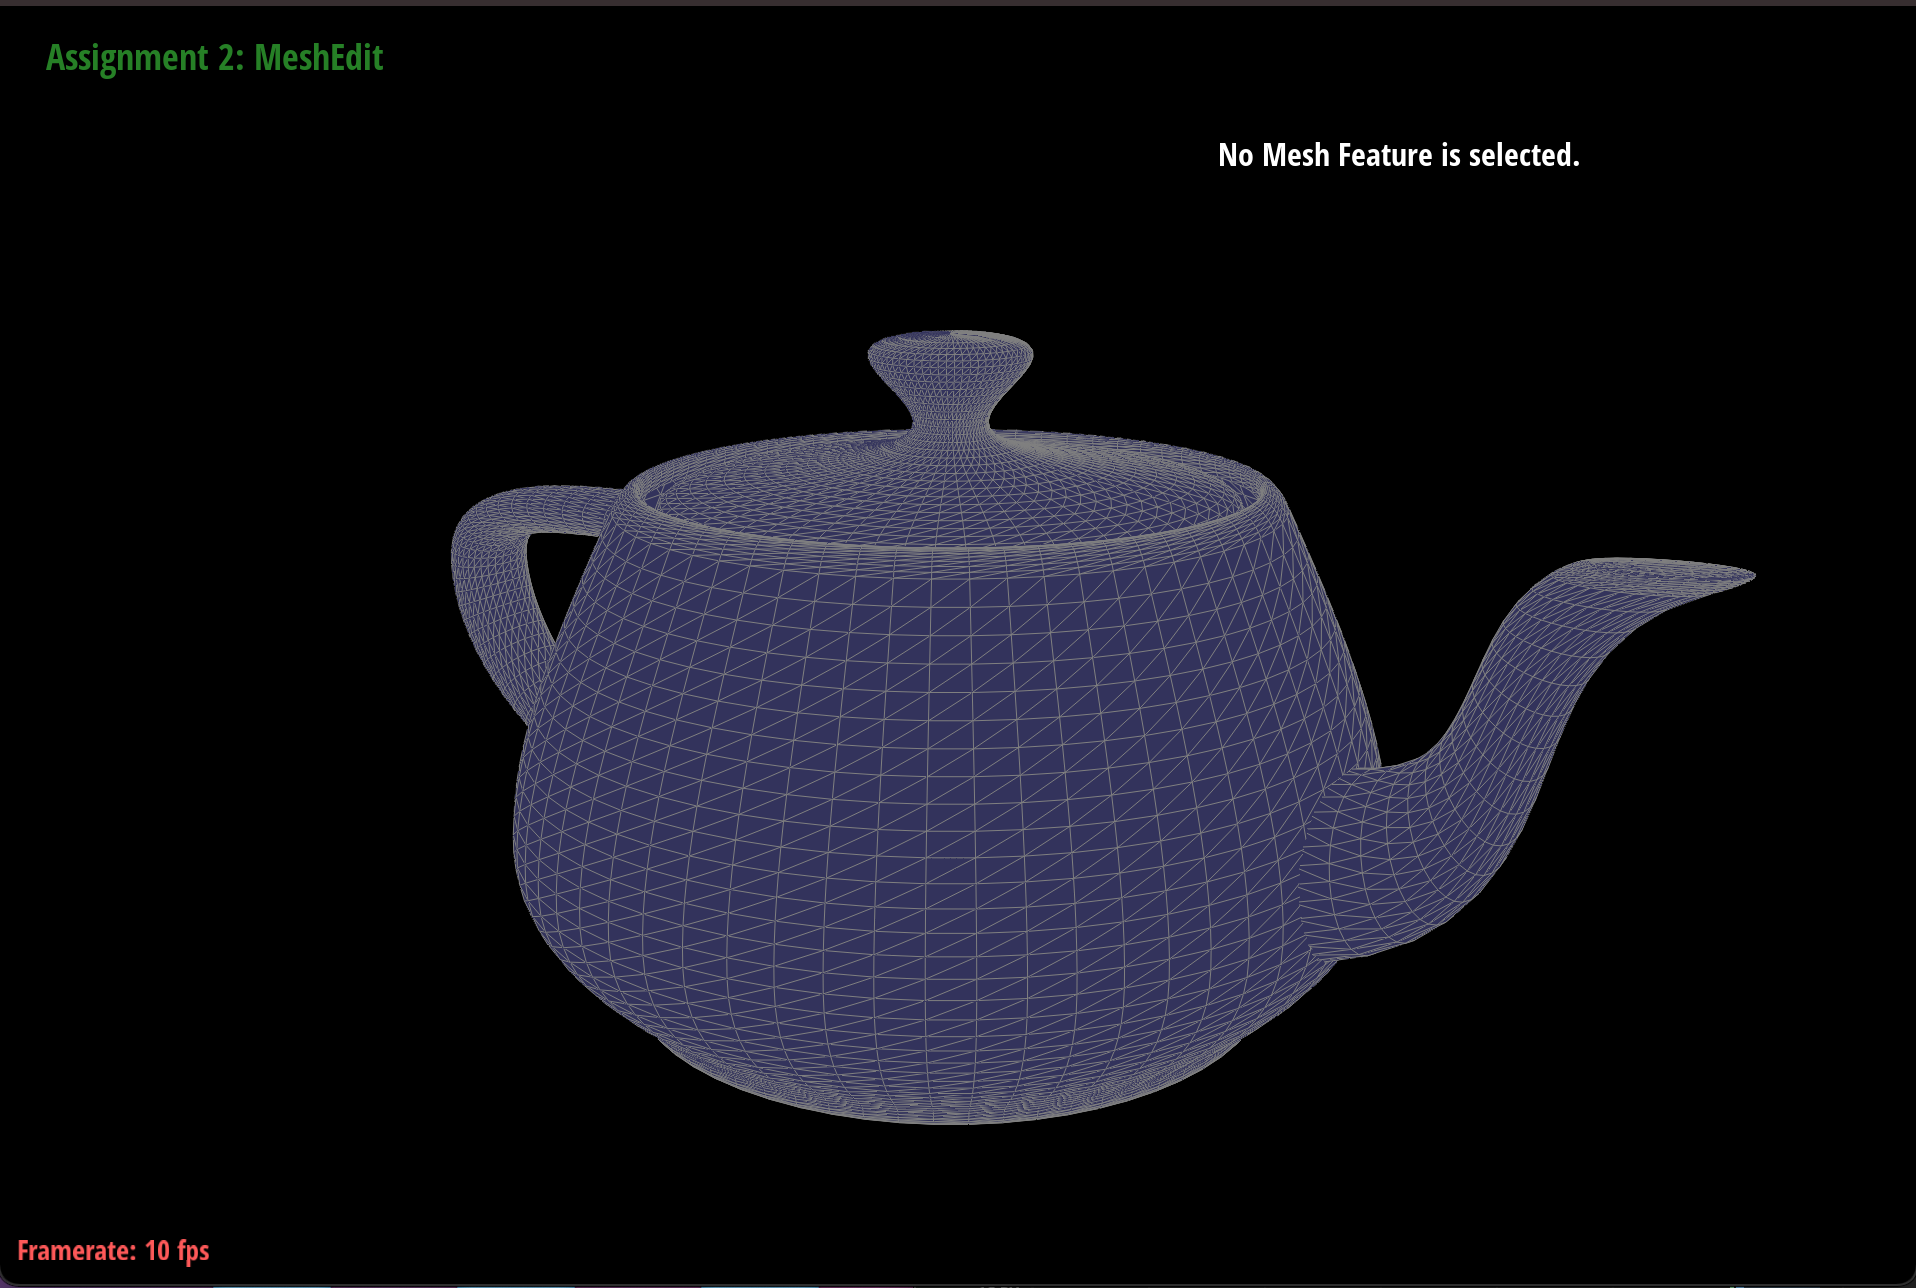 Assignment 2: MeshEdit
No Mesh Feature is selected.
Framerate: 10 fps